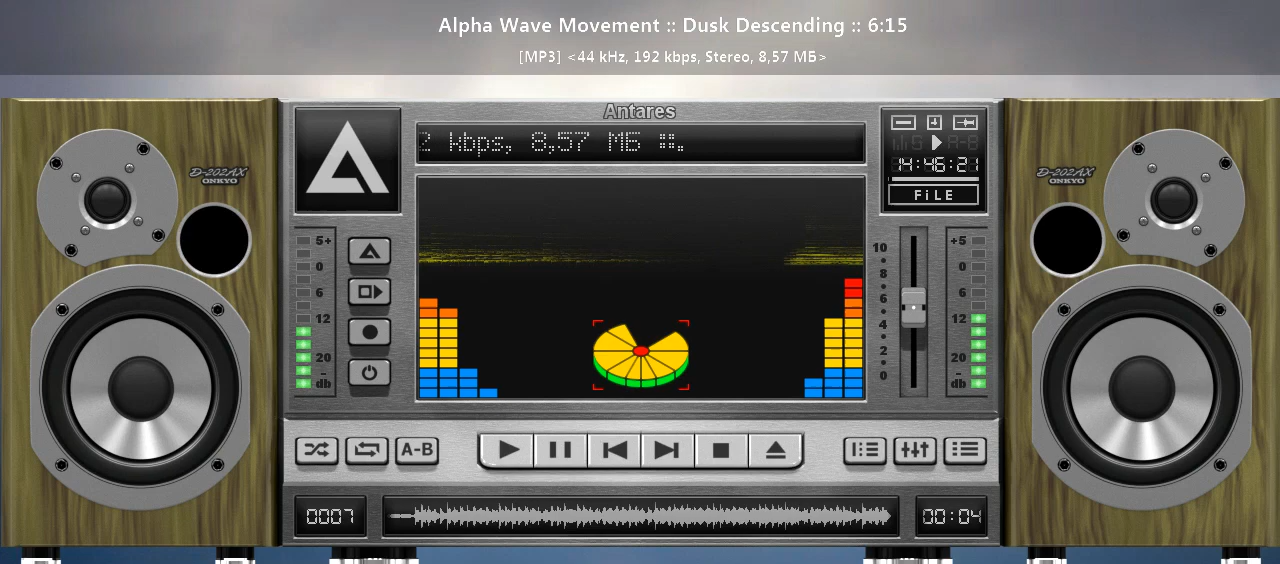 Alpha Wave Movement :: Dusk Descending :: 6:15
[MP3] <44 kHz, 192 kbps, Stereo, 8,57 МБ>
Antares
2 kbps, 8,57 МБ ::.
A-B
14:46:21
FiLE
D-202AX
ONKYO
D-202AX
ONKYO
5+
0
6
12
20
-
db
10
8
6
4
2
0
+5
0
6
12
20
-
db
A-B
0007
00:04